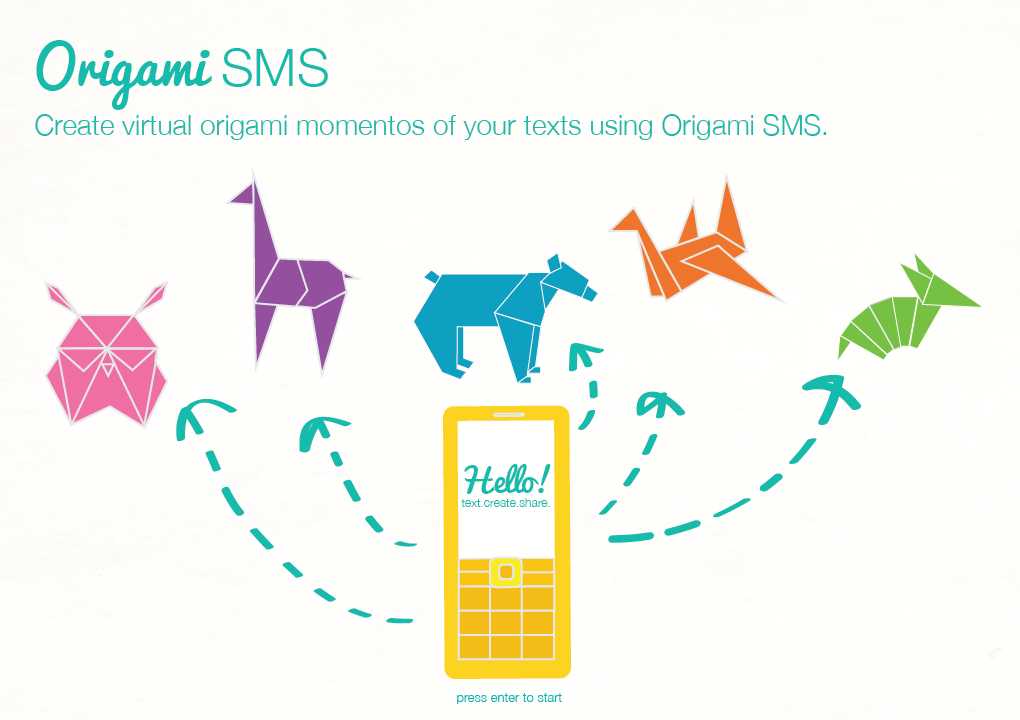 Origami SMS
Create virtual origami momentos of your texts using Origami SMS.
Hello!
text.create.share.
press enter to start